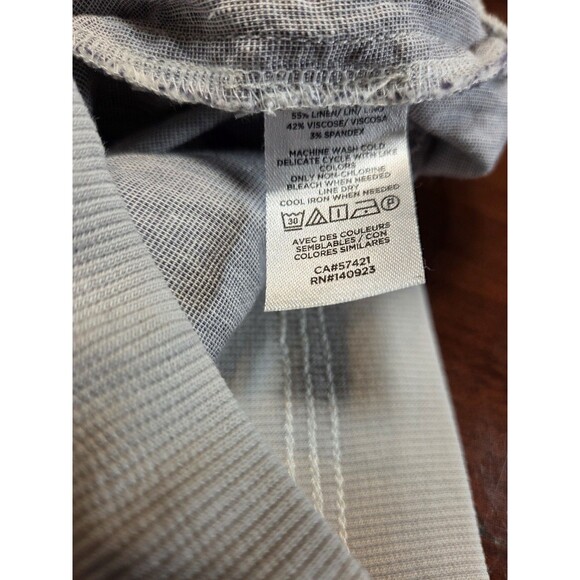 55% LINEN/ LIN/ LINO
42% VISCOSE/ VISCOSA
3% SPANDEX
MACHINE WASH COLD
DELICATE CYCLE WITH LIKE
COLORS
ONLY NON-CHLORINE
BLEACH WHEN NEEDED
LINE DRY
COOL IRON WHEN NEEDED
30 P
AVEC DES COULEURS
SEMBLABLES / CON
COLORES SIMILARES
CA#57421
RN#140923